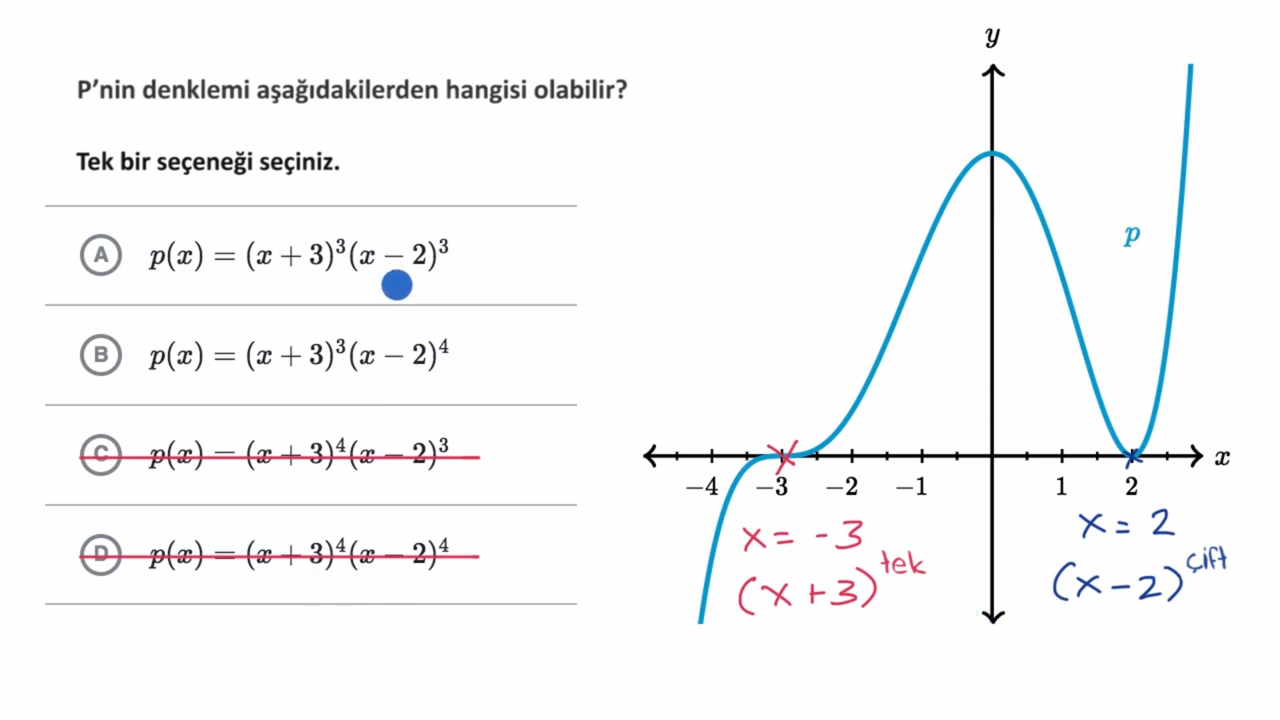 P’nin denklemi aşağıdakilerden hangisi olabilir?
Tek bir seçeneği seçiniz.
A p(x) = (x + 3)³(x − 2)³
B p(x) = (x + 3)³(x − 2)⁴
C p(x) = (x + 3)⁴(x − 2)³
D p(x) = (x + 3)⁴(x − 2)⁴
y
p
x
−4 −3 −2 −1 1 2
x = -3
(x+3)tek
x = 2
(x-2)çift